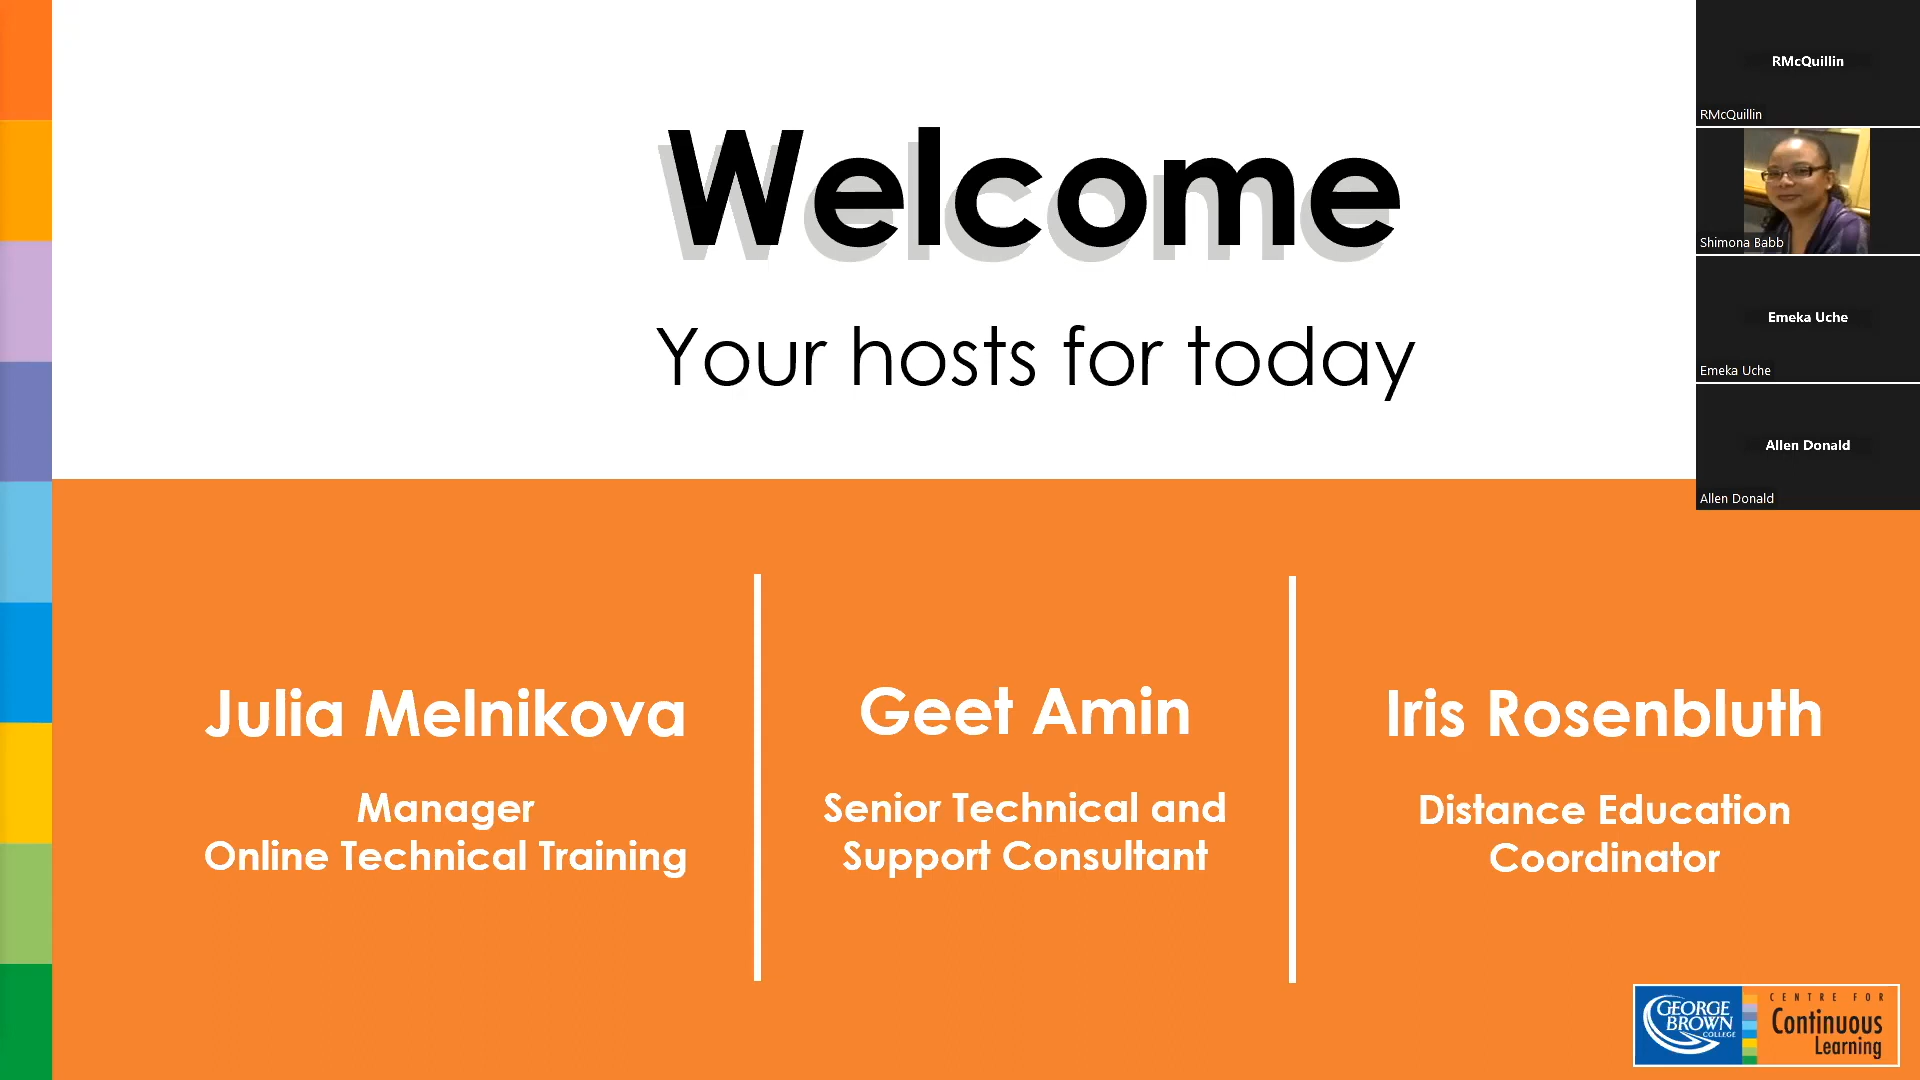 Welcome
Your hosts for today
RMcQuillin
RMcQuillin
Shimona Babb
Emeka Uche
Emeka Uche
Allen Donald
Allen Donald
Julia Melnikova
Manager
Online Technical Training
Geet Amin
Senior Technical and
Support Consultant
Iris Rosenbluth
Distance Education
Coordinator
GEORGE
BROWN
COLLEGE
CENTRE FOR
Continuous
Learning